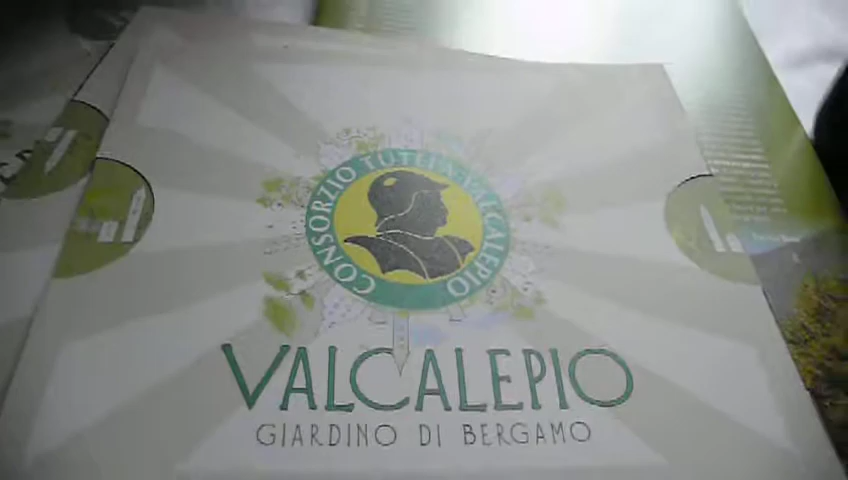 CONSORZIO TUTELA VALCALEPIO
VALCALEPIO
GIARDINO DI BERGAMO